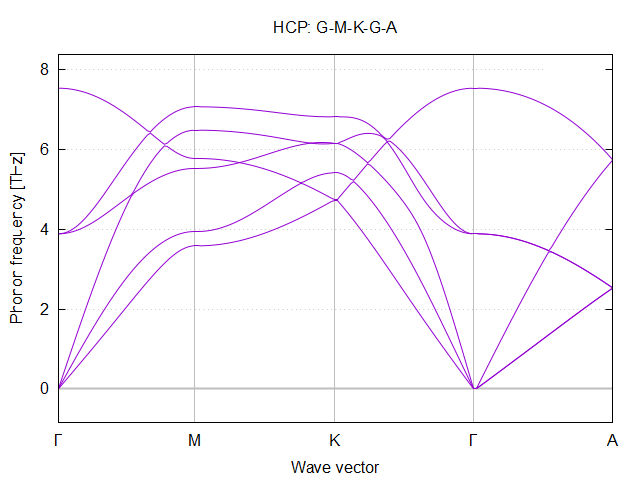 HCP: G-M-K-G-A
8
6
4
2
0
Phonon frequency [THz]
Γ M K Γ A
Wave vector